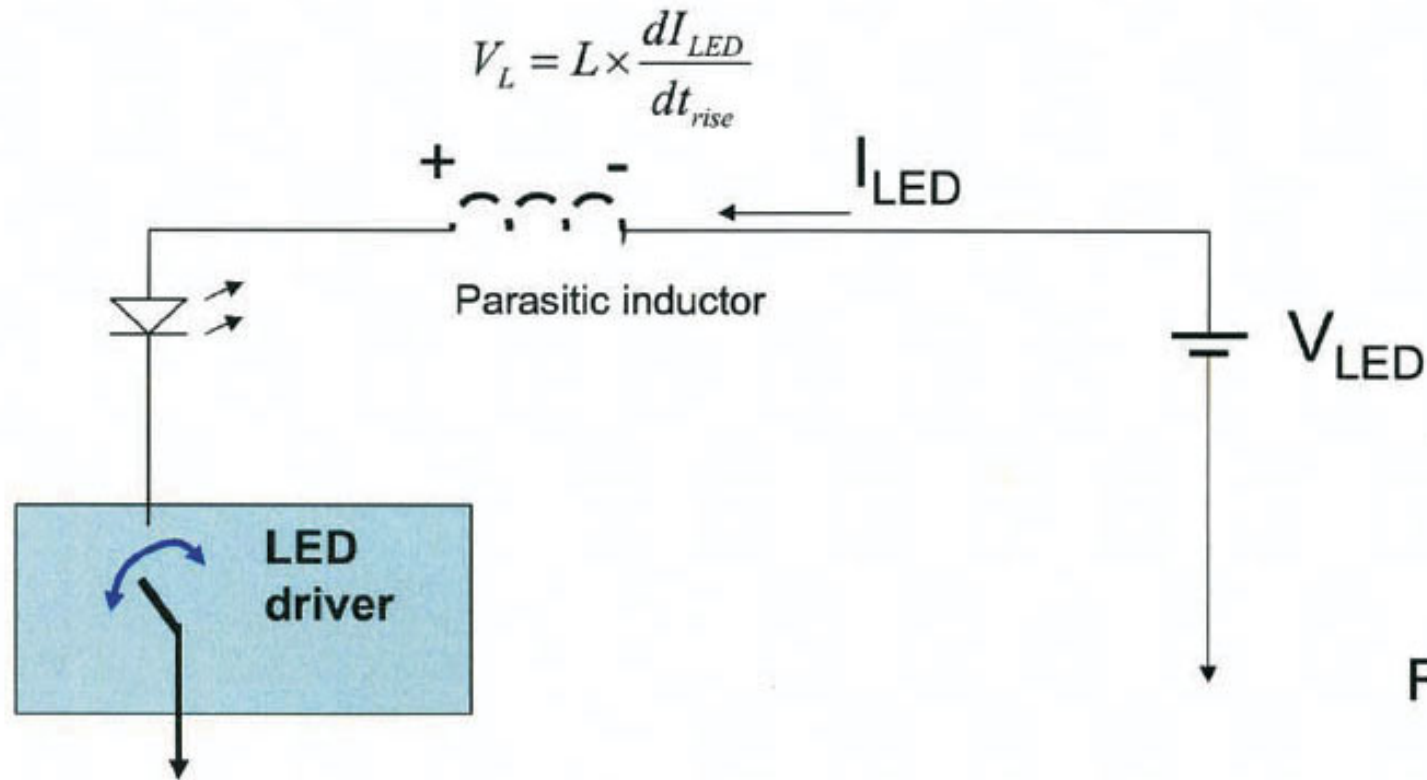 V_L = L × dI_LED / dt_rise
+ -
I_LED
Parasitic inductor
V_LED
LED
driver
F